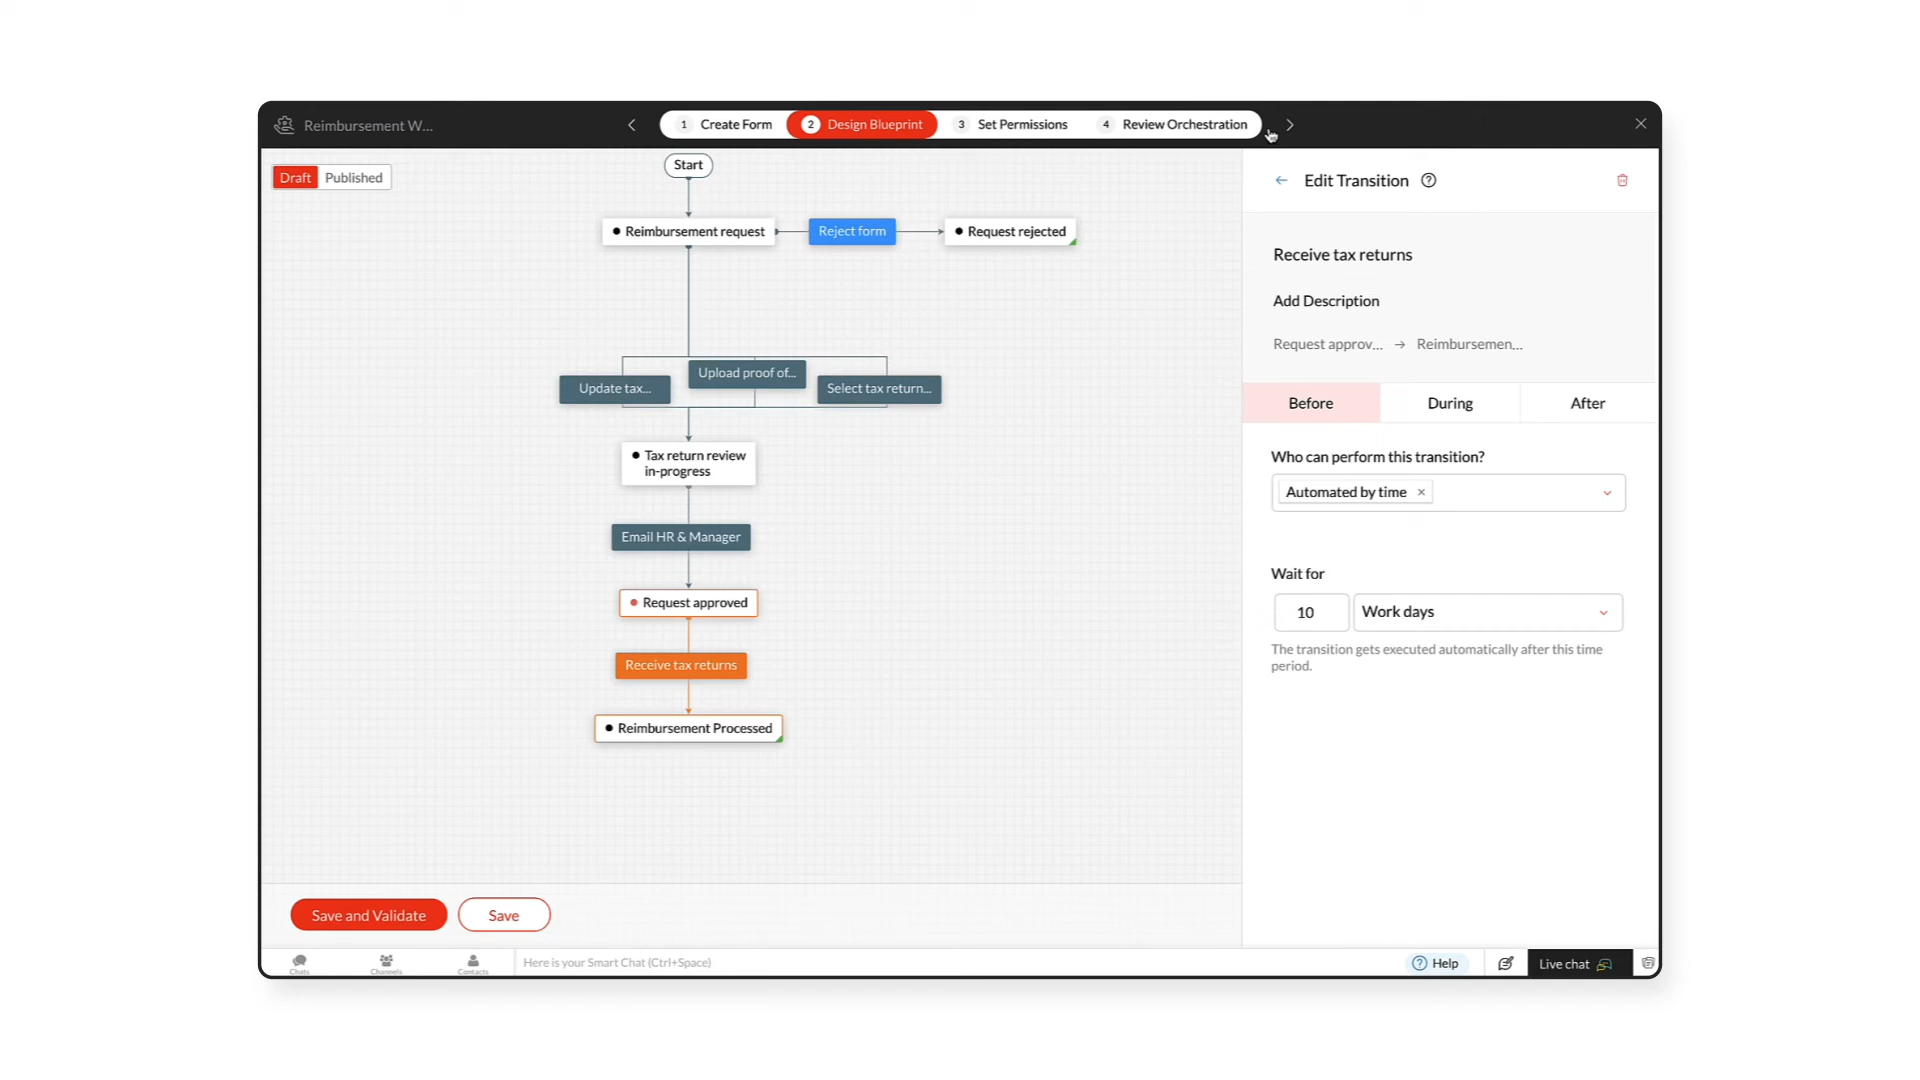 Reimbursement W...
1 Create Form
2 Design Blueprint
3 Set Permissions
4 Review Orchestration
Draft Published
Start
Reimbursement request
Reject form
Request rejected
Update tax...
Upload proof of...
Select tax return...
Tax return review
in-progress
Email HR & Manager
Request approved
Receive tax returns
Reimbursement Processed
Save and Validate
Save
Edit Transition ?
Receive tax returns
Add Description
Request approv... → Reimbursemen...
Before During After
Who can perform this transition?
Automated by time ×
Wait for
10 Work days
The transition gets executed automatically after this time
period.
Chats
Channels
Contacts
Here is your Smart Chat (Ctrl+Space)
? Help
Live chat